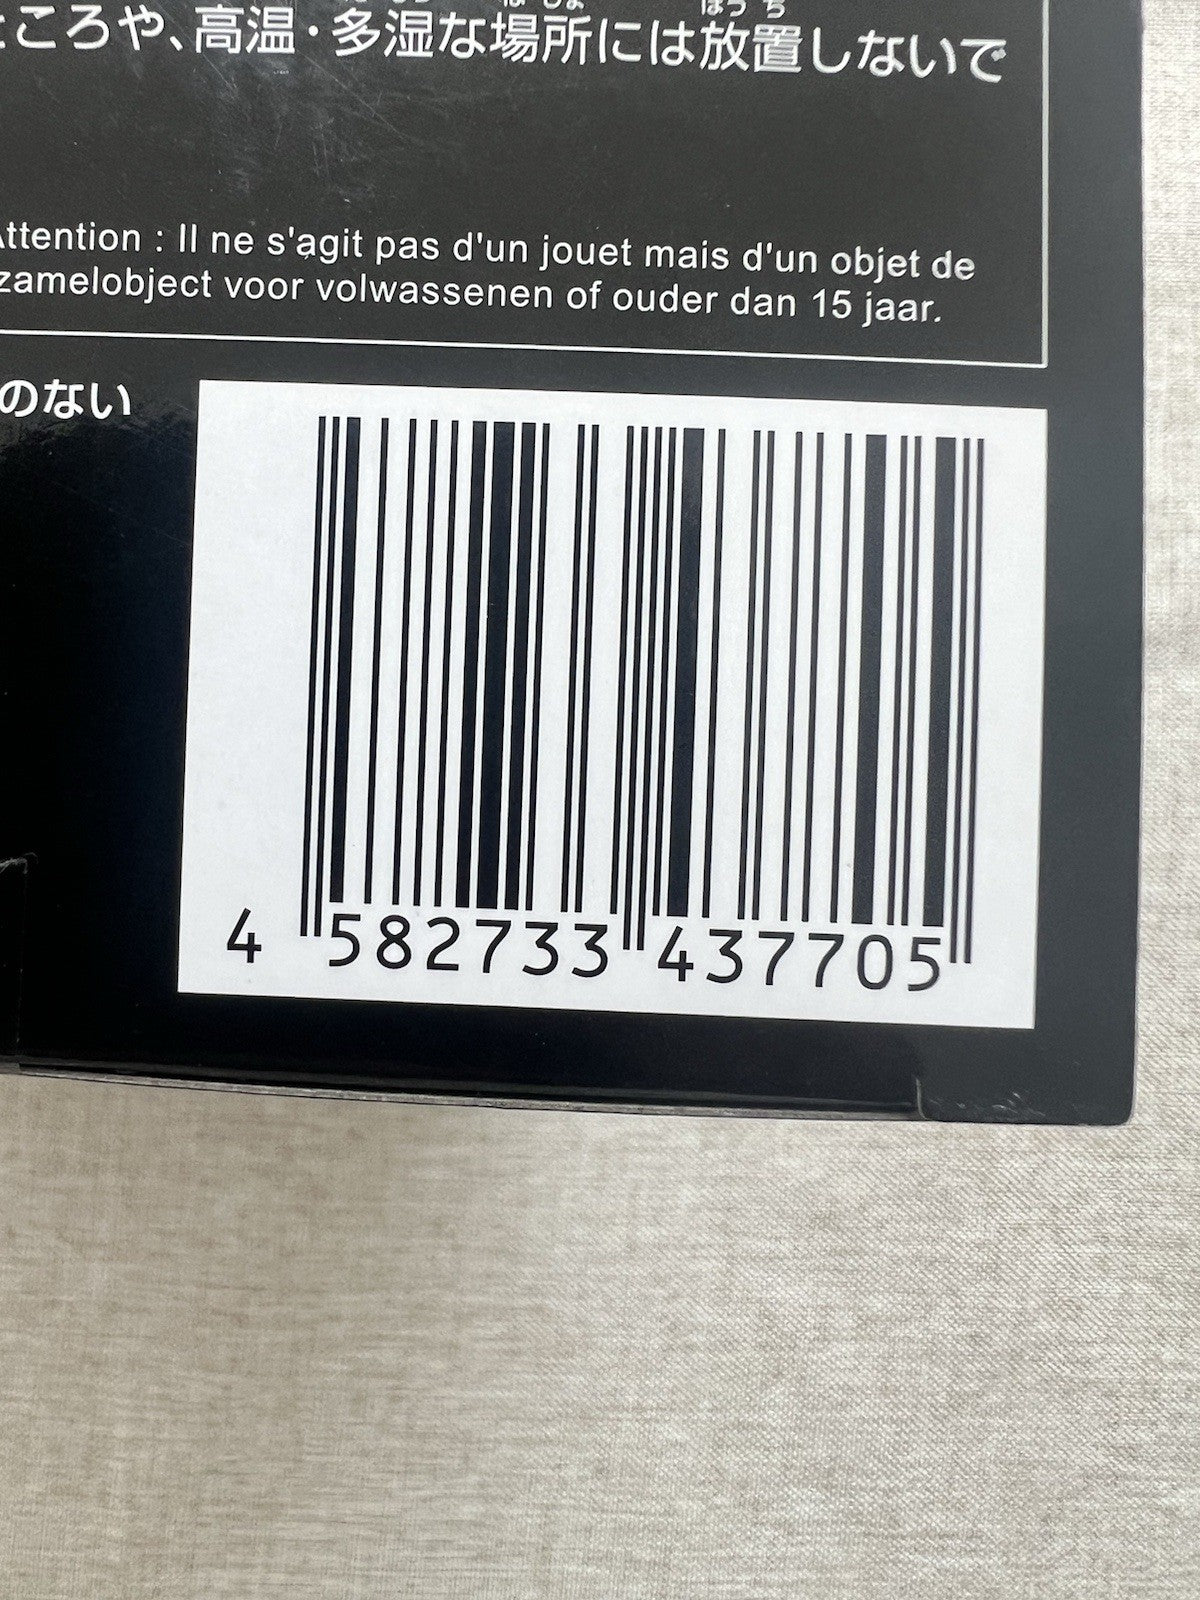 ころや、高温・多湿な場所には放置しないで
ttention : Il ne s'agit pas d'un jouet mais d'un objet de
zamelobject voor volwassenen of ouder dan 15 jaar.
のない
4 582733 437705